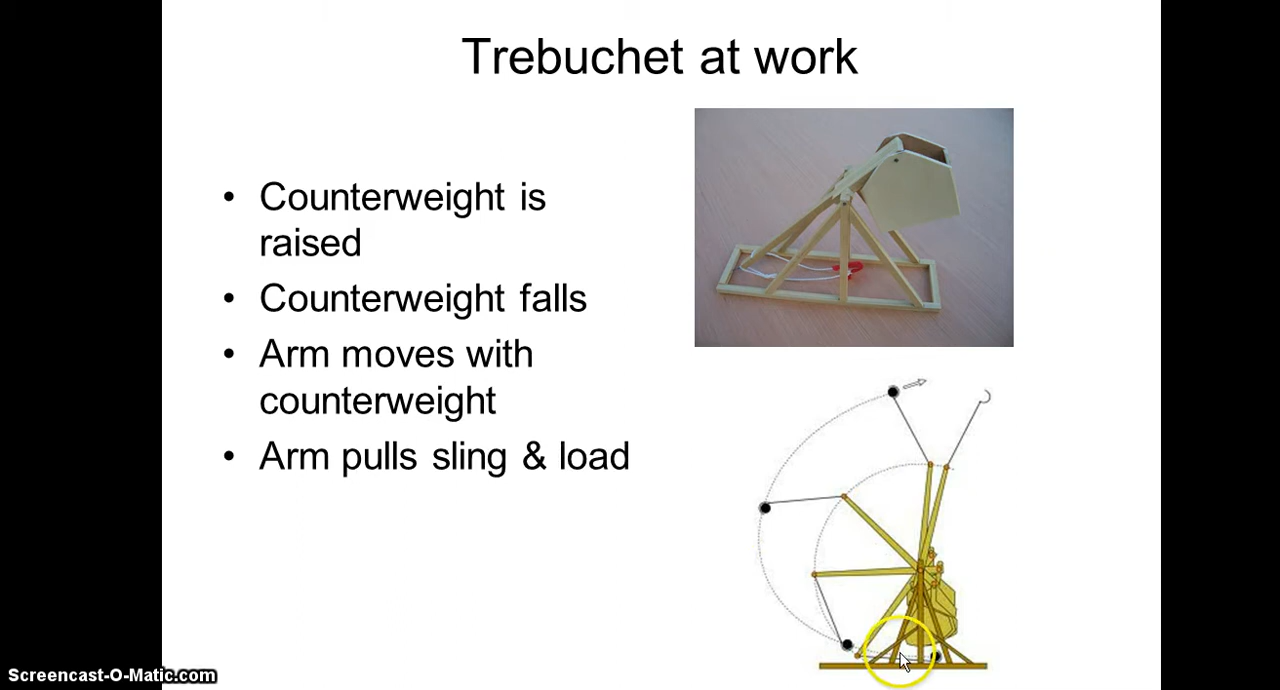 Trebuchet at work
• Counterweight is
raised
• Counterweight falls
• Arm moves with
counterweight
• Arm pulls sling & load
Screencast-O-Matic.com